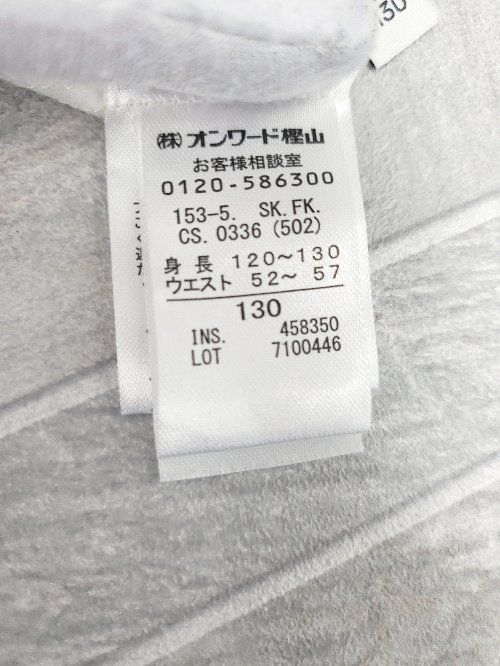 130
(株)オンワード樫山
お客様相談室
0120-586300
153-5. SK.FK.
CS. 0336 (502)
身長 120〜130
ウエスト 52〜 57
130
INS. 458350
LOT 7100446